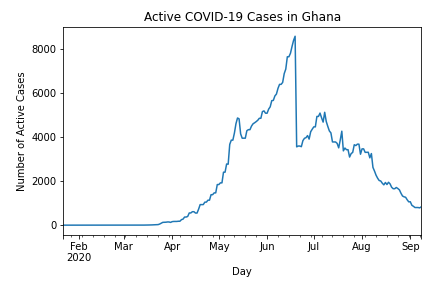 Active COVID-19 Cases in Ghana
8000
6000
4000
2000
0
Number of Active Cases
Feb Mar Apr May Jun Jul Aug Sep
2020
Day